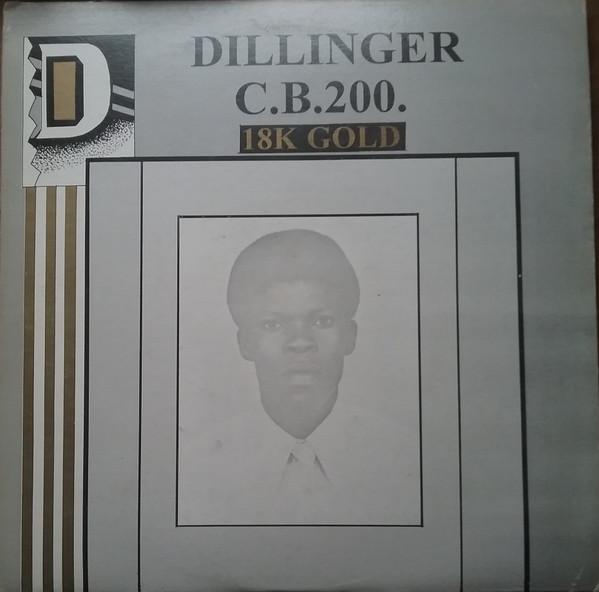 D
DILLINGER
C.B.200.
18K GOLD